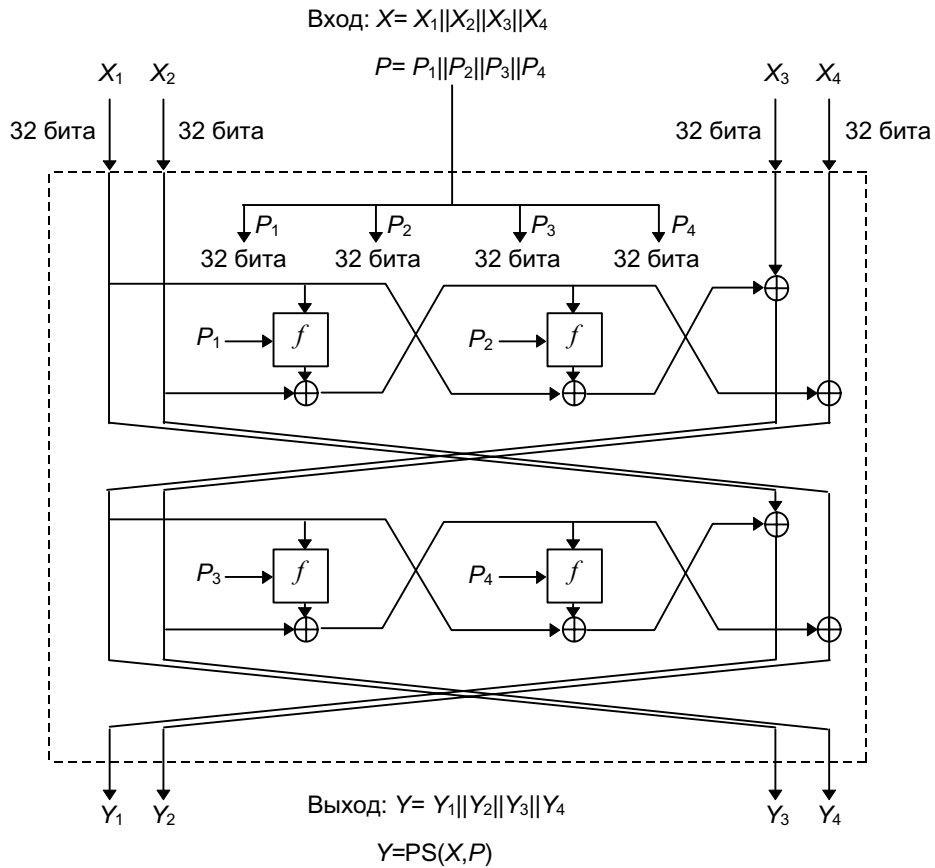 Вход: X= X₁||X₂||X₃||X₄
X₁ X₂ P= P₁||P₂||P₃||P₄ X₃ X₄
32 бита 32 бита 32 бита 32 бита
P₁ P₂ P₃ P₄
32 бита 32 бита 32 бита 32 бита
P₁ f P₂ f
P₃ f P₄ f
Y₁ Y₂ Выход: Y= Y₁||Y₂||Y₃||Y₄ Y₃ Y₄
Y=PS(X,P)